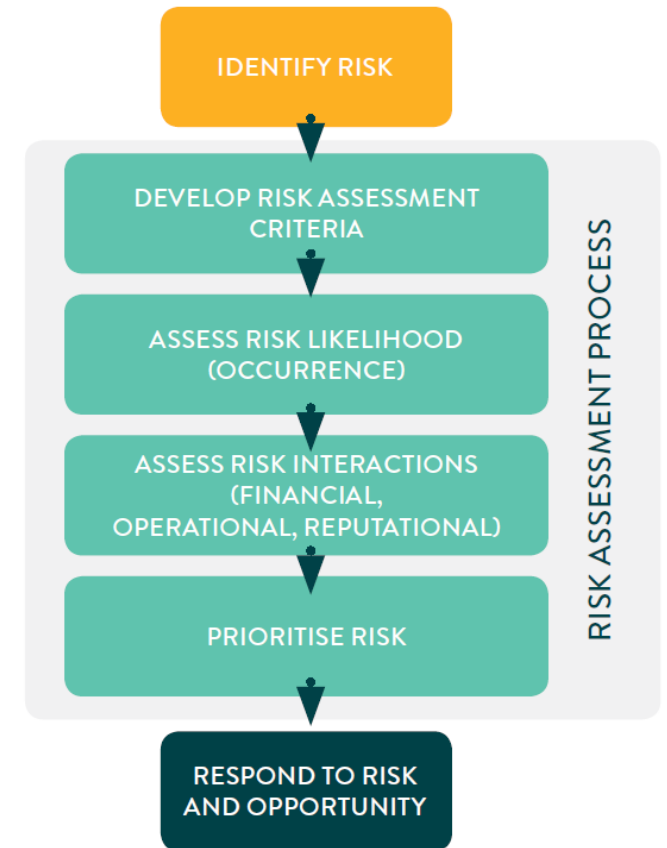 IDENTIFY RISK
DEVELOP RISK ASSESSMENT
CRITERIA
ASSESS RISK LIKELIHOOD
(OCCURRENCE)
ASSESS RISK INTERACTIONS
(FINANCIAL,
OPERATIONAL, REPUTATIONAL)
PRIORITISE RISK
RISK ASSESSMENT PROCESS
RESPOND TO RISK
AND OPPORTUNITY